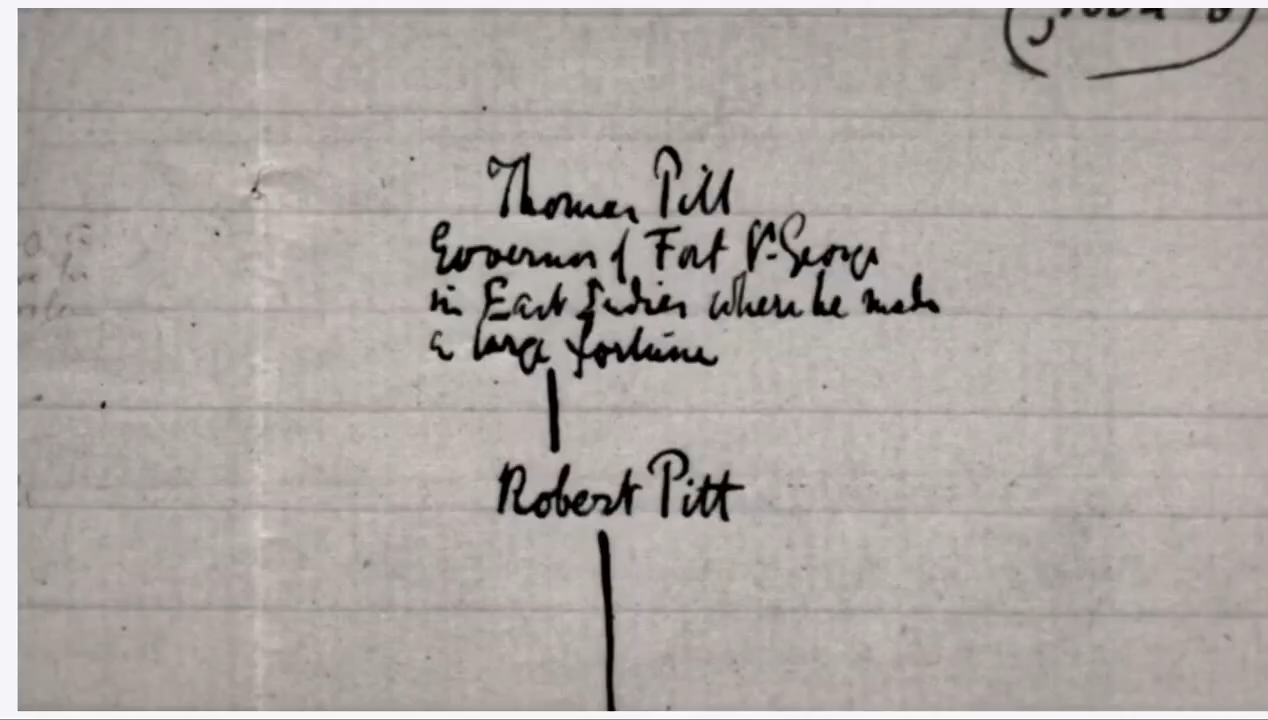 Thomas Pitt
Governor of Fort St. George
in East Indies where he made
a large fortune
Robert Pitt